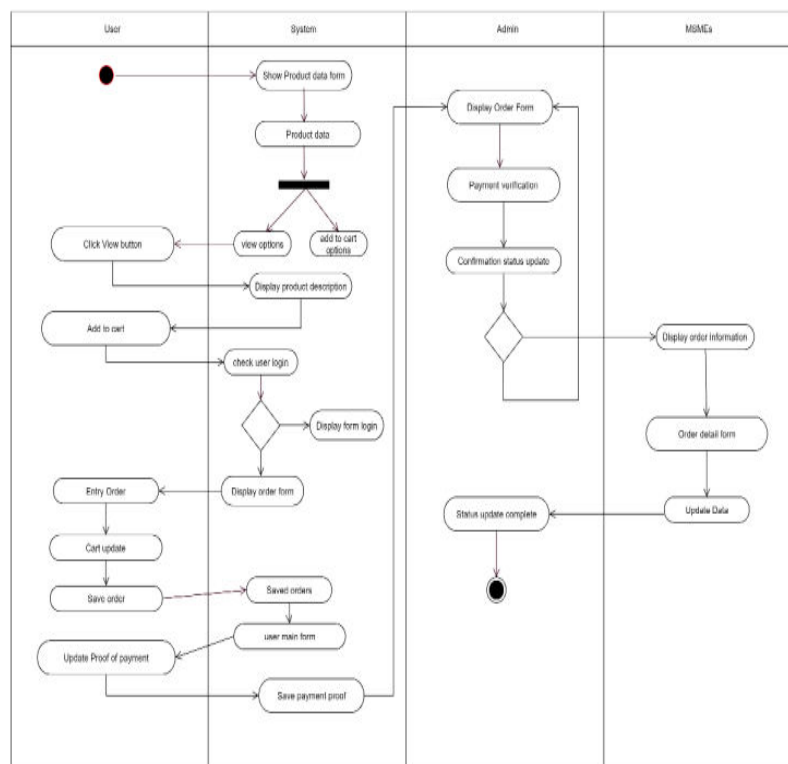 User
System
Admin
MSMEs
Show Product data form
Product data
view options
add to cart
options
Click View button
Display product description
Add to cart
check user login
Display form login
Display order form
Entry Order
Cart update
Save order
Saved orders
user main form
Update Proof of payment
Save payment proof
Display Order Form
Payment verification
Confirmation status update
Display order information
Order detail form
Update Data
Status update complete